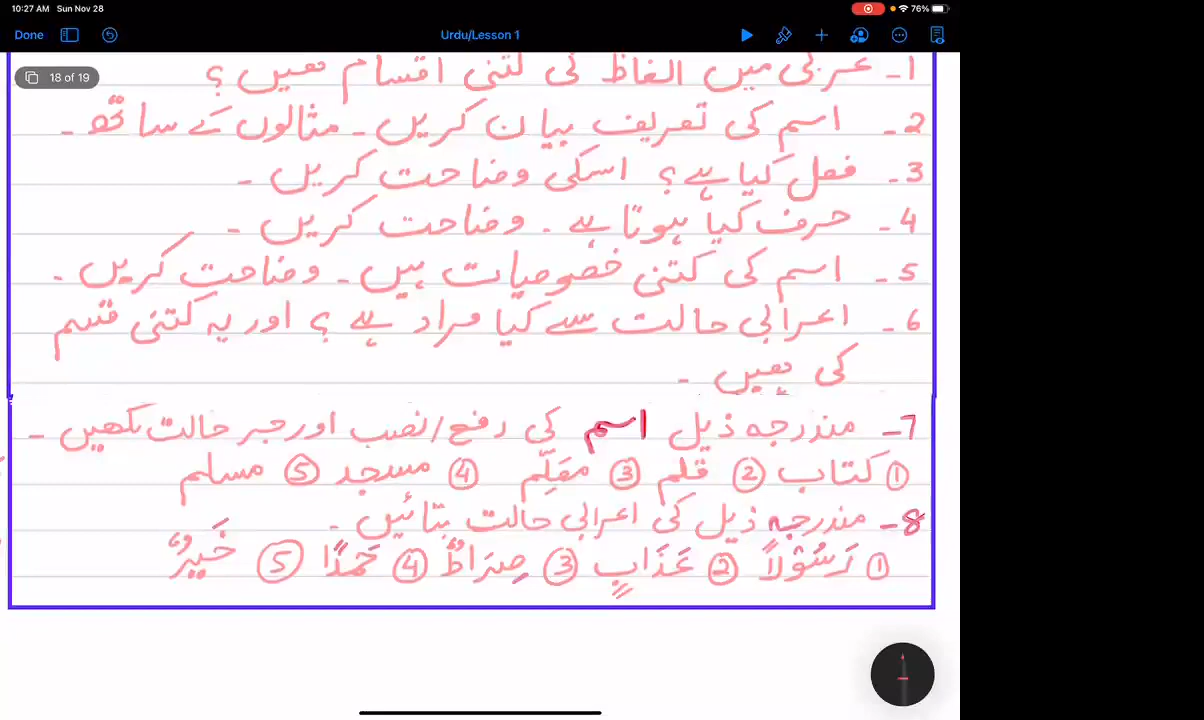 10:27 AM Sun Nov 28
76%
Done
Urdu/Lesson 1
18 of 19
1- عربی میں الفاظ کی کتنی اقسام ھیں ؟
2- اسم کی تعریف بیان کریں - مثالوں کے ساتھ -
3- فعل کیا ہے ؟ اسکی وضاحت کریں -
4- حرف کیا ہوتا ہے - وضاحت کریں -
5- اسم کی کتنی خصوصیات ہیں - وضاحت کریں -
6- اعرابی حالت سے کیا مراد ہے ؟ اور یہ کتنی قسم
کی ھیں -
7- مندرجہ ذیل اسم کی رفع/نصب اور جر حالت لکھیں -
① کتاب ② قلم ③ معلِّم ④ مسجد ⑤ مسلم
8- مندرجہ ذیل کی اعرابی حالت بتائیں -
① رَسُوْلاً ② عَذَابٍ ③ صِرَاطٌ ④ حَمدًا ⑤ خَيرٌ